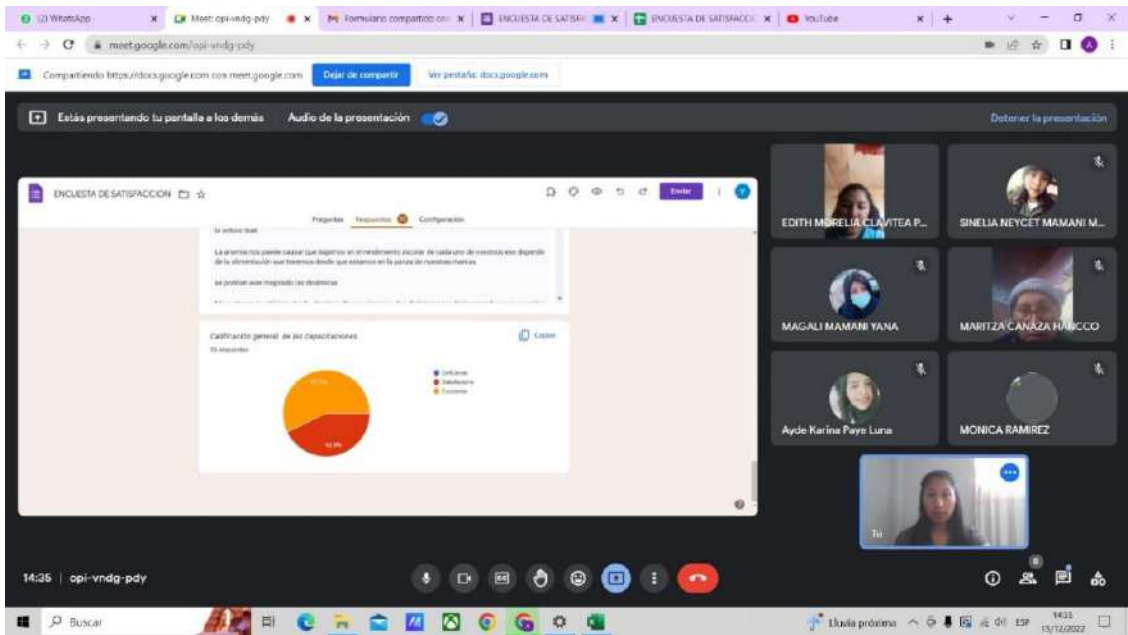 (2) WhatsApp
Meet: opi-vndg-pdy
Formulario compartido con
ENCUESTA DE SATISF
ENCUESTA DE SATISFACCI
YouTube
meet.google.com/opi-vndg-pdy
Compartiendo https://docs.google.com con meet.google.com
Dejar de compartir
Ver pestaña: docs.google.com
Estás presentando tu pantalla a los demás
Audio de la presentación
Detener la presentación
ENCUESTA DE SATISFACCION
Enviar
Preguntas
Respuestas
Configuración
La anemia nos puede causar que bajemos en el rendimiento escolar de cada uno de nosotros eso depende
de la alimentación que tenemos desde que estamos en la panza de nuestras mamas
se podrían aver mejorado las dinámicas
Calificación general de las capacitaciones
Copiar
Deficiente
Satisfactorio
Excelente
EDITH MORELIA CLAVITEA P...
SINELIA NEYCET MAMANI M...
MAGALI MAMANI YANA
MARITZA CANAZA HANCCO
Ayde Karina Paye Luna
MONICA RAMIREZ
Tú
14:35 | opi-vndg-pdy
8
Buscar
Lluvia próxima
ESP
14:35
15/12/2022